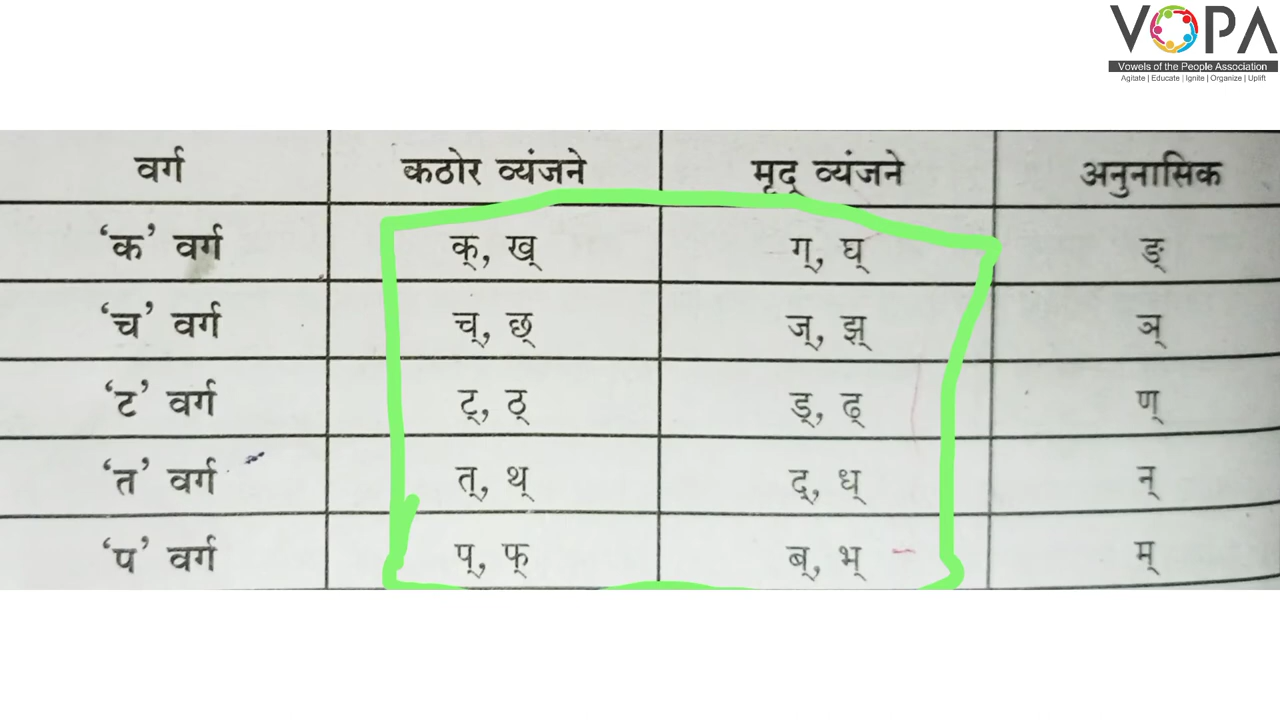 VOPA
Vowels of the People Association
Agitate | Educate | Ignite | Organize | Uplift
वर्ग कठोर व्यंजने मृदू व्यंजने अनुनासिक
‘क’ वर्ग क्, ख् ग्, घ् ङ्
‘च’ वर्ग च्, छ् ज्, झ् ञ्
‘ट’ वर्ग ट्, ठ् ड्, ढ् ण्
‘त’ वर्ग त्, थ् द्, ध् न्
‘प’ वर्ग प्, फ् ब्, भ् म्